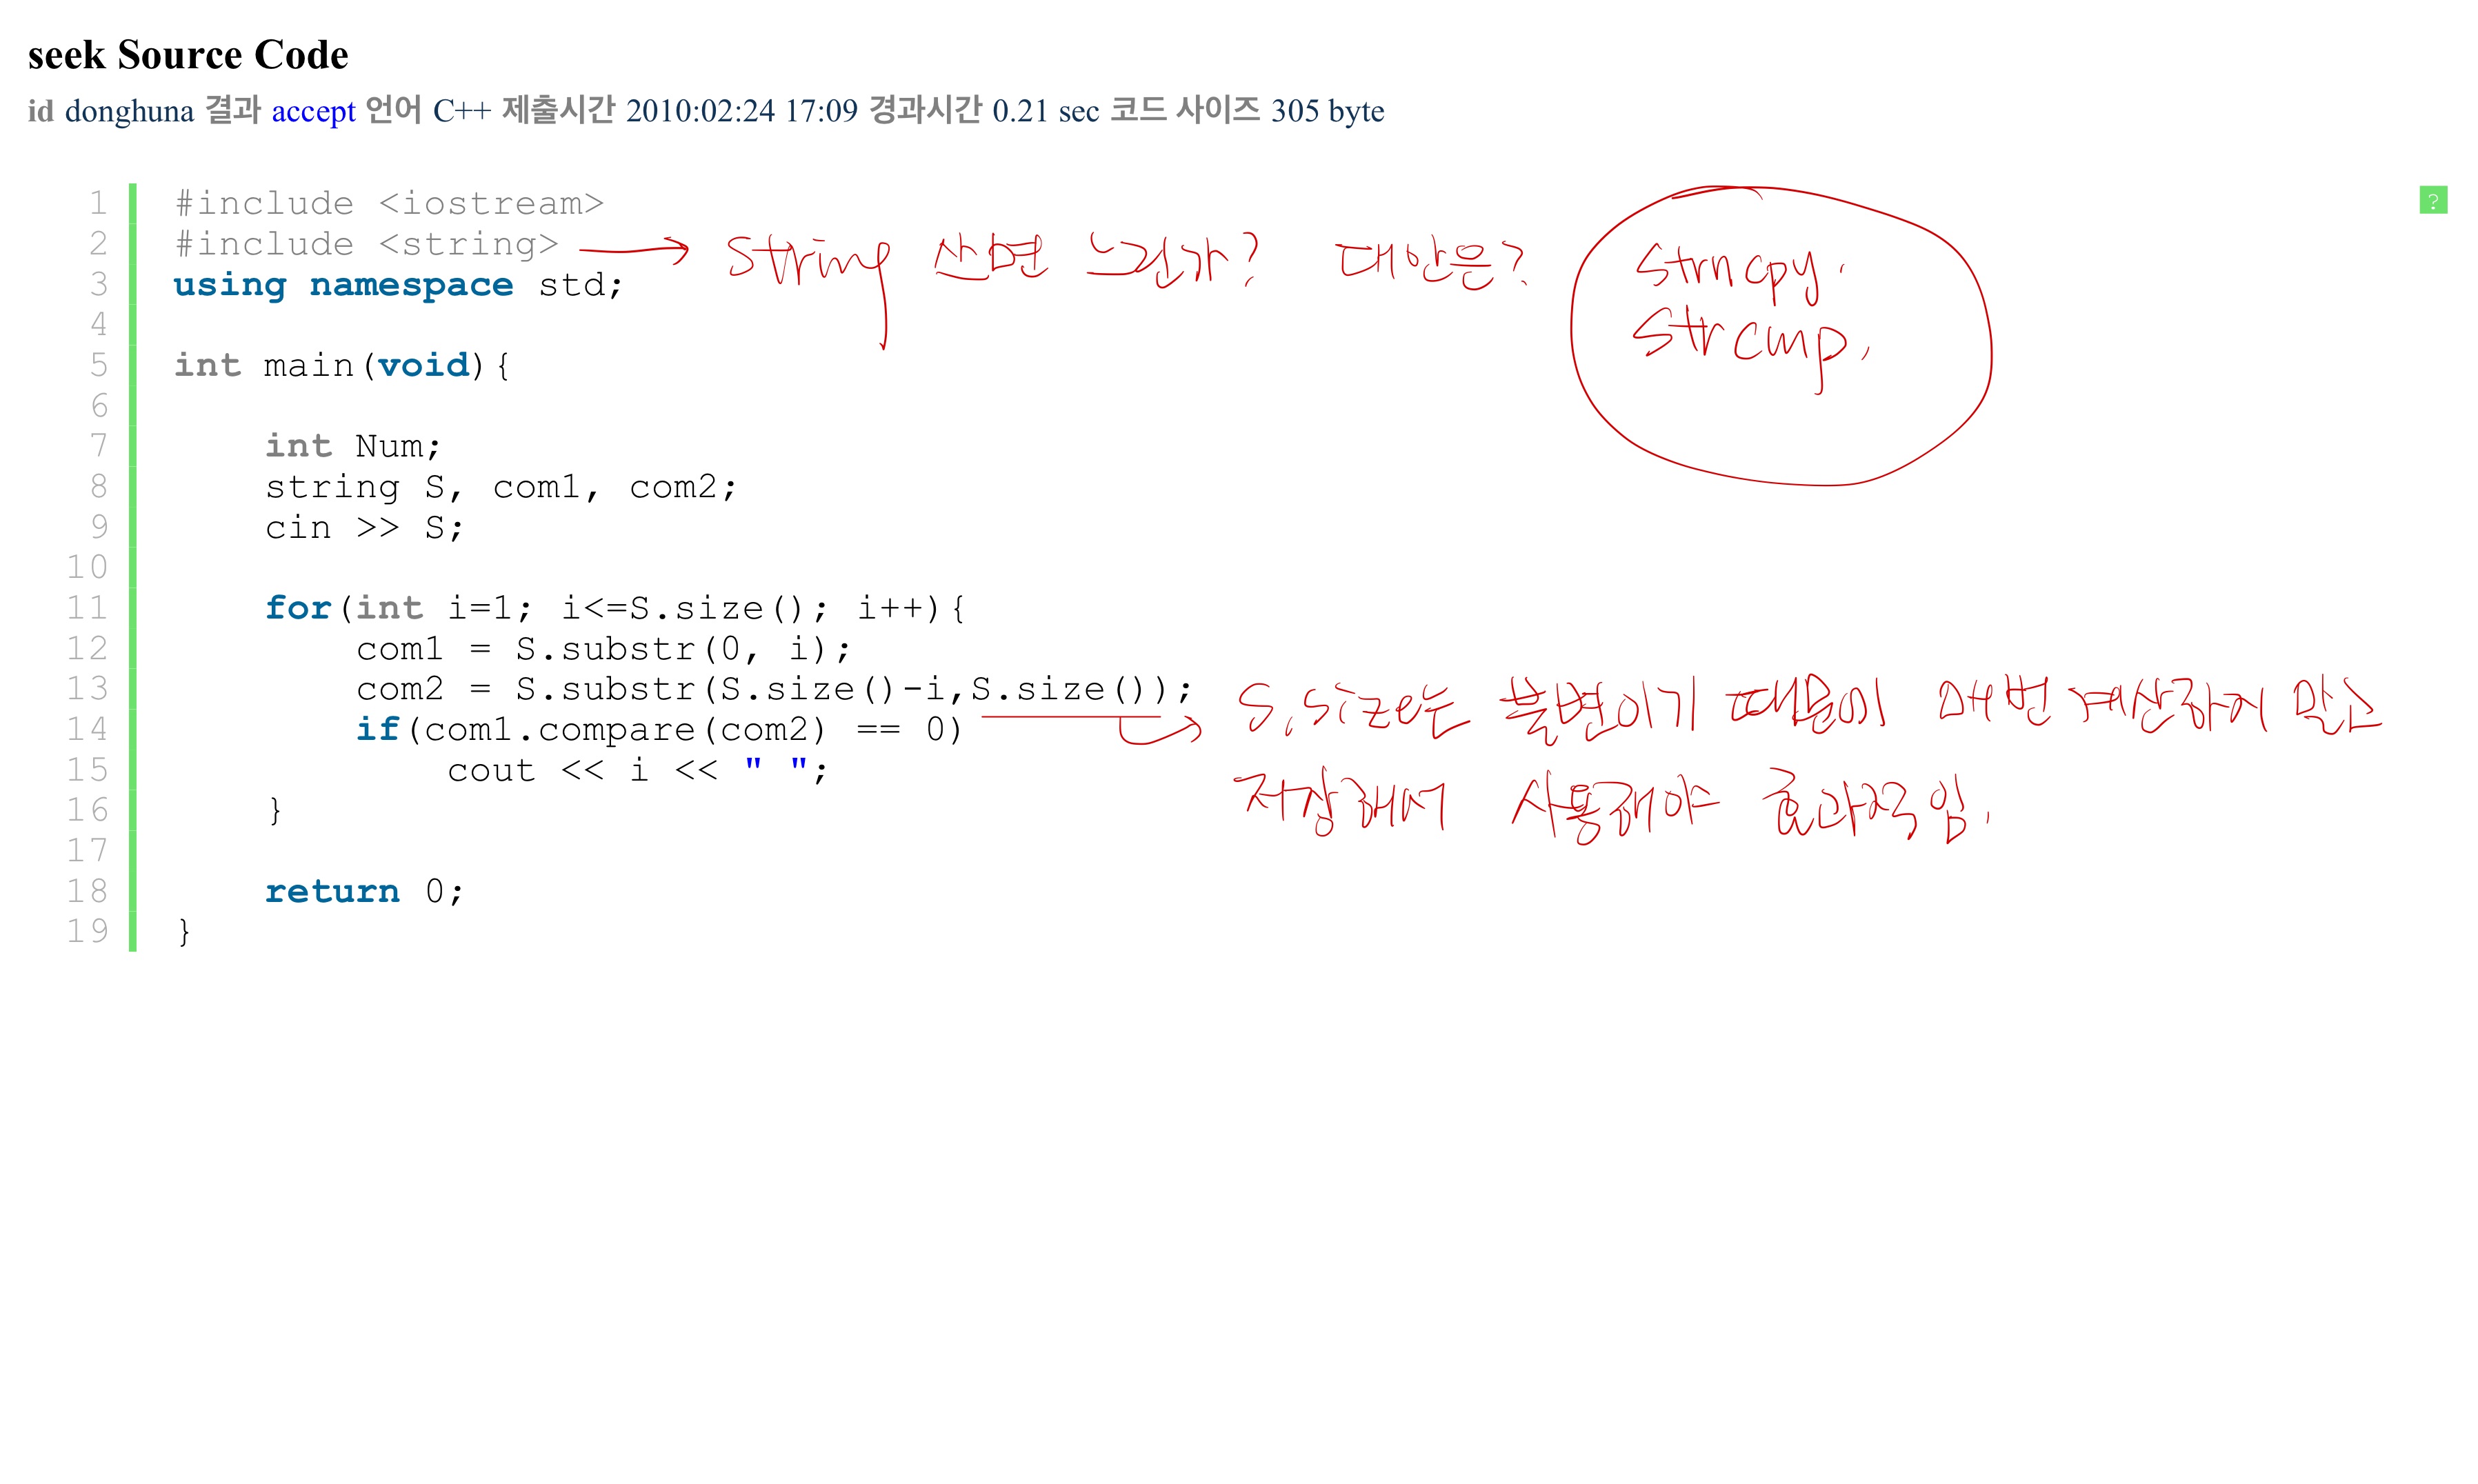 seek Source Code
id donghuna 결과 accept 언어 C++ 제출시간 2010:02:24 17:09 경과시간 0.21 sec 코드 사이즈 305 byte
?
1 #include <iostream>
2 #include <string> → string 쓰면 느린가? 대안은?
strncpy.
strcmp.
3 using namespace std;
4
5 int main(void){
6
7 int Num;
8 string S, com1, com2;
9 cin >> S;
10
11 for(int i=1; i<=S.size(); i++){
12 com1 = S.substr(0, i);
13 com2 = S.substr(S.size()-i,S.size());
S.size는 불변이기 때문에 매번 계산하지 말고
저장해서 사용해야 효과적임.
14 if(com1.compare(com2) == 0)
15 cout << i << " ";
16 }
17
18 return 0;
19 }